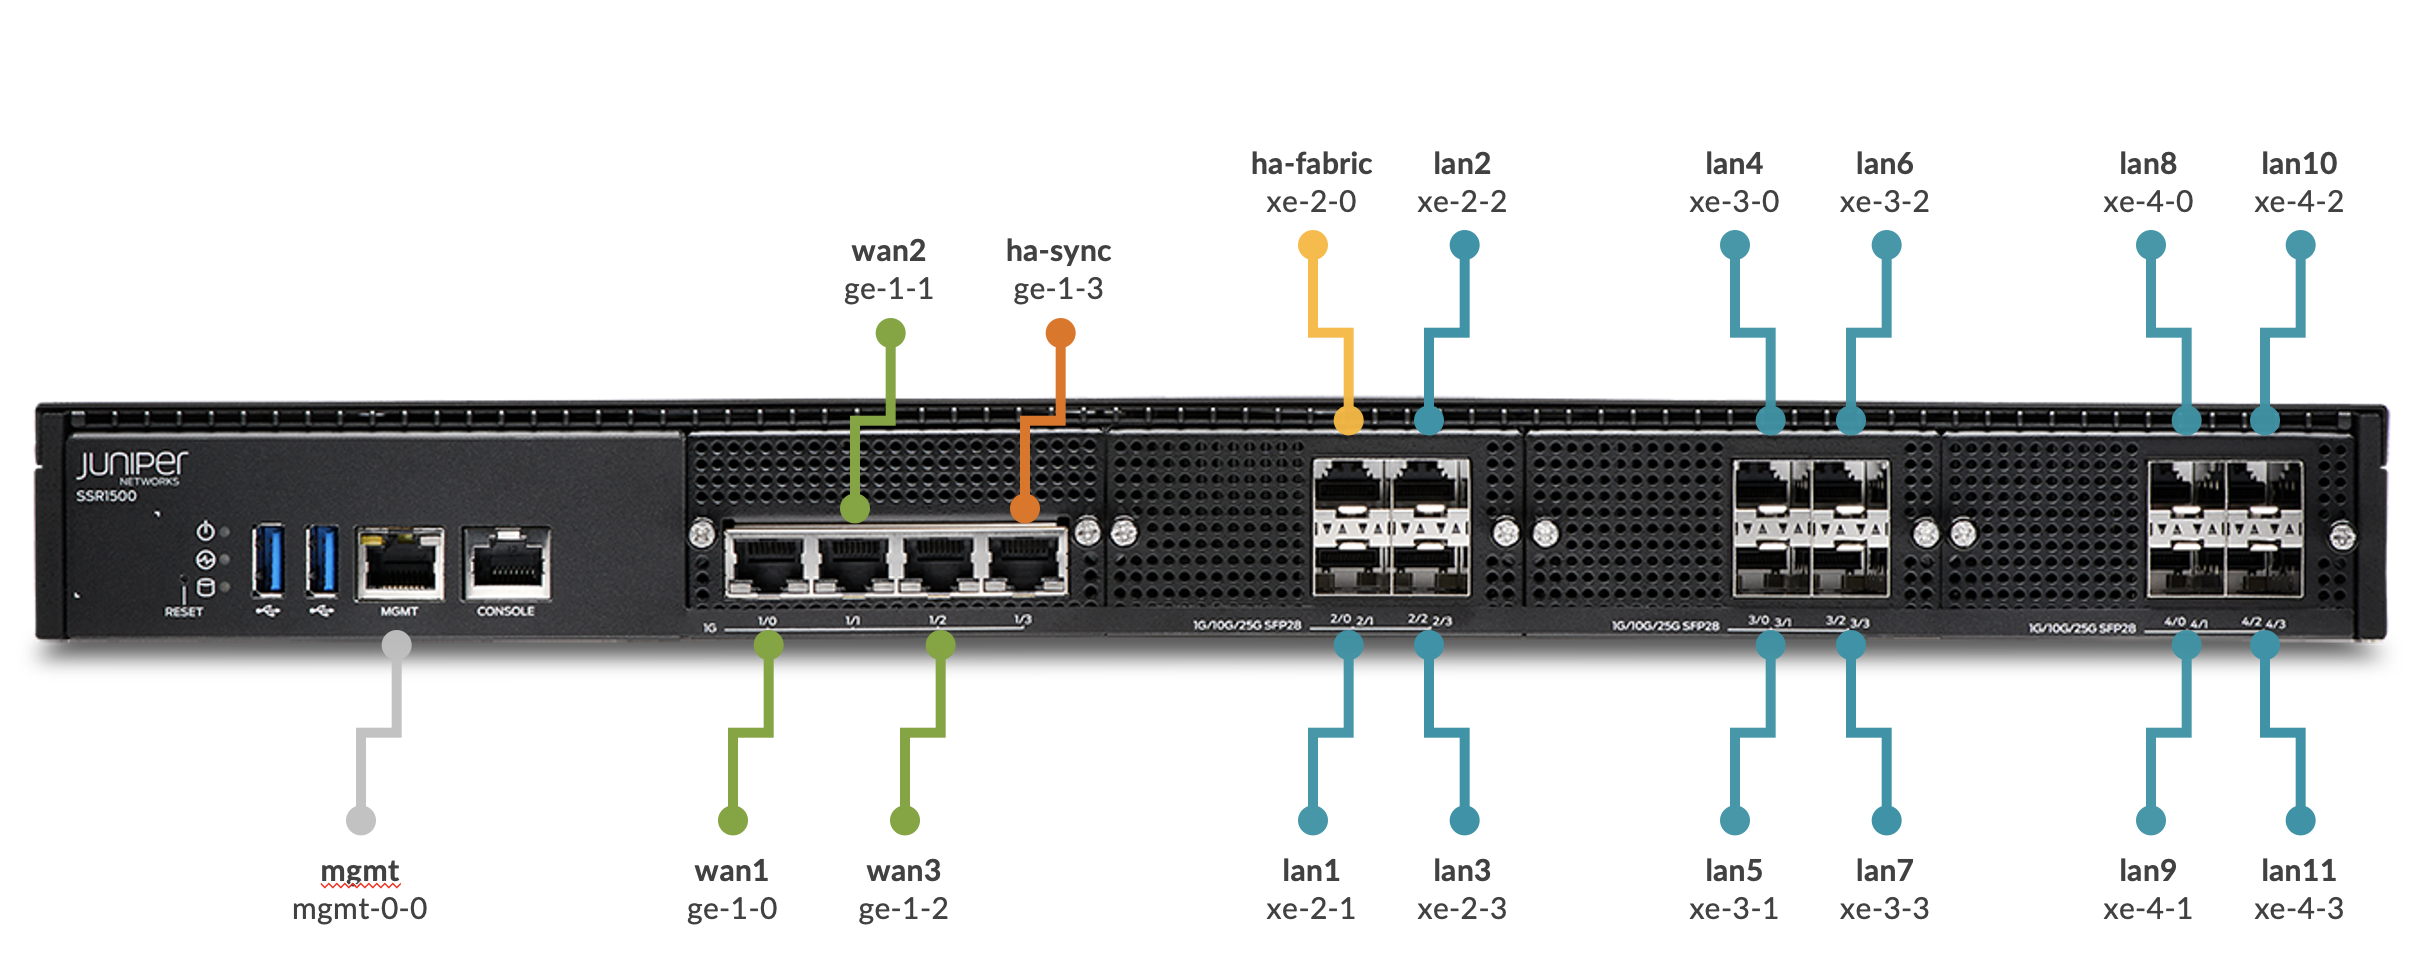 ha-fabric
xe-2-0
lan2
xe-2-2
lan4
xe-3-0
lan6
xe-3-2
lan8
xe-4-0
lan10
xe-4-2
wan2
ge-1-1
ha-sync
ge-1-3
JUNIPER
NETWORKS
SSR1500
RESET
MGMT
CONSOLE
1G 1/0 1/1 1/2 1/3
1G/10G/25G SFP28 2/0 2/1 2/2 2/3
1G/10G/25G SFP28 3/0 3/1 3/2 3/3
1G/10G/25G SFP28 4/0 4/1 4/2 4/3
mgmt
mgmt-0-0
wan1
ge-1-0
wan3
ge-1-2
lan1
xe-2-1
lan3
xe-2-3
lan5
xe-3-1
lan7
xe-3-3
lan9
xe-4-1
lan11
xe-4-3